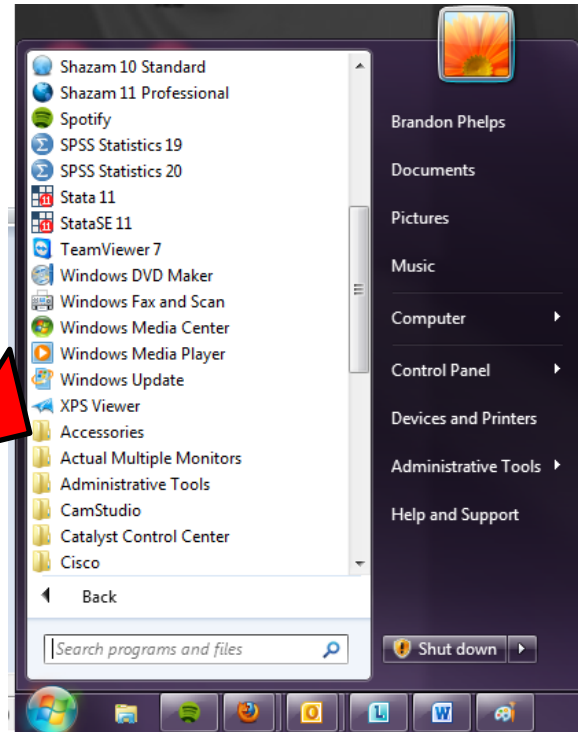 Shazam 10 Standard
Shazam 11 Professional
Spotify
SPSS Statistics 19
SPSS Statistics 20
Stata 11
StataSE 11
TeamViewer 7
Windows DVD Maker
Windows Fax and Scan
Windows Media Center
Windows Media Player
Windows Update
XPS Viewer
Accessories
Actual Multiple Monitors
Administrative Tools
CamStudio
Catalyst Control Center
Cisco
Back
Search programs and files
Brandon Phelps
Documents
Pictures
Music
Computer
Control Panel
Devices and Printers
Administrative Tools
Help and Support
Shut down